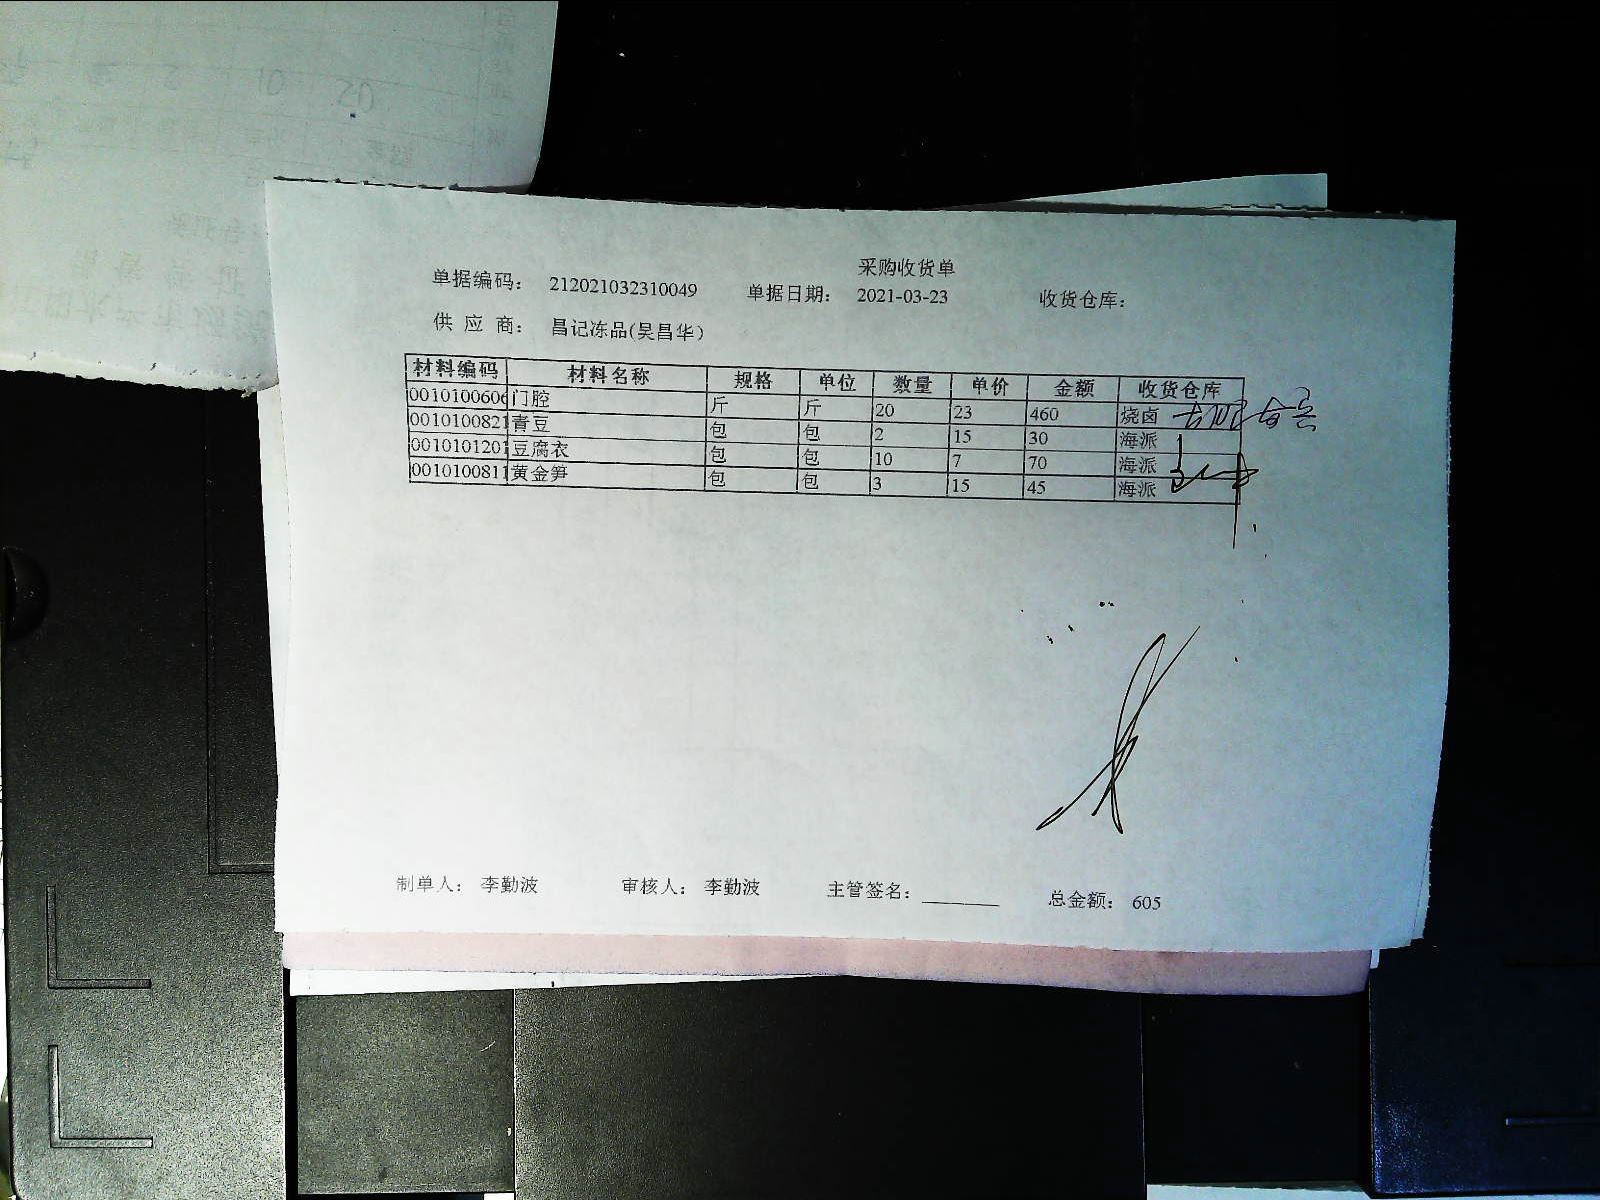 采购收货单
单据编码： 212021032310049 单据日期： 2021-03-23 收货仓库：
供 应 商： 昌记冻品(吴昌华)
材料编码 材料名称 规格 单位 数量 单价 金额 收货仓库
0010100606 门腔 斤 斤 20 23 460 烧卤
0010100821 青豆 包 包 2 15 30 海派
0010101201 豆腐衣 包 包 10 7 70 海派
0010100811 黄金笋 包 包 3 15 45 海派
制单人： 李勤波 审核人： 李勤波 主管签名： 总金额： 605